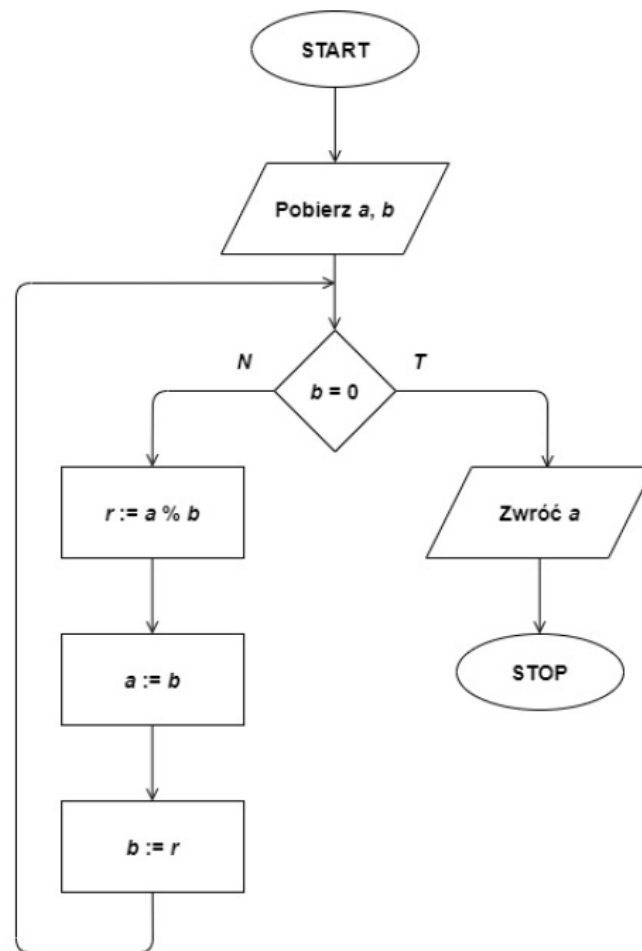 START
Pobierz a, b
N
T
b = 0
r := a % b
Zwróć a
a := b
STOP
b := r